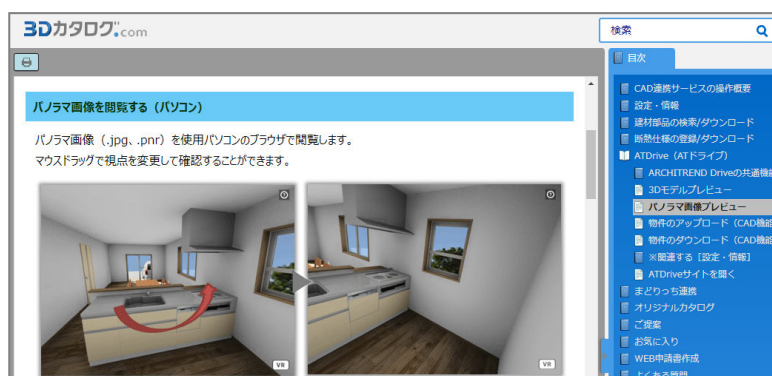 3Dカタログ.com
検索
目次
パノラマ画像を閲覧する（パソコン）
パノラマ画像（.jpg、.pnr）を使用パソコンのブラウザで閲覧します。
マウスドラッグで視点を変更して確認することができます。
VR
VR
CAD連携サービスの操作概要
設定・情報
建材部品の検索/ダウンロード
断熱仕様の登録/ダウンロード
ATDrive（ATドライブ）
ARCHITREND Driveの共通機能
3Dモデルプレビュー
パノラマ画像プレビュー
物件のアップロード（CAD機能
物件のダウンロード（CAD機能
※関連する［設定・情報］
ATDriveサイトを開く
まどりっち連携
オリジナルカタログ
ご提案
お気に入り
WEB申請書作成
よくある質問